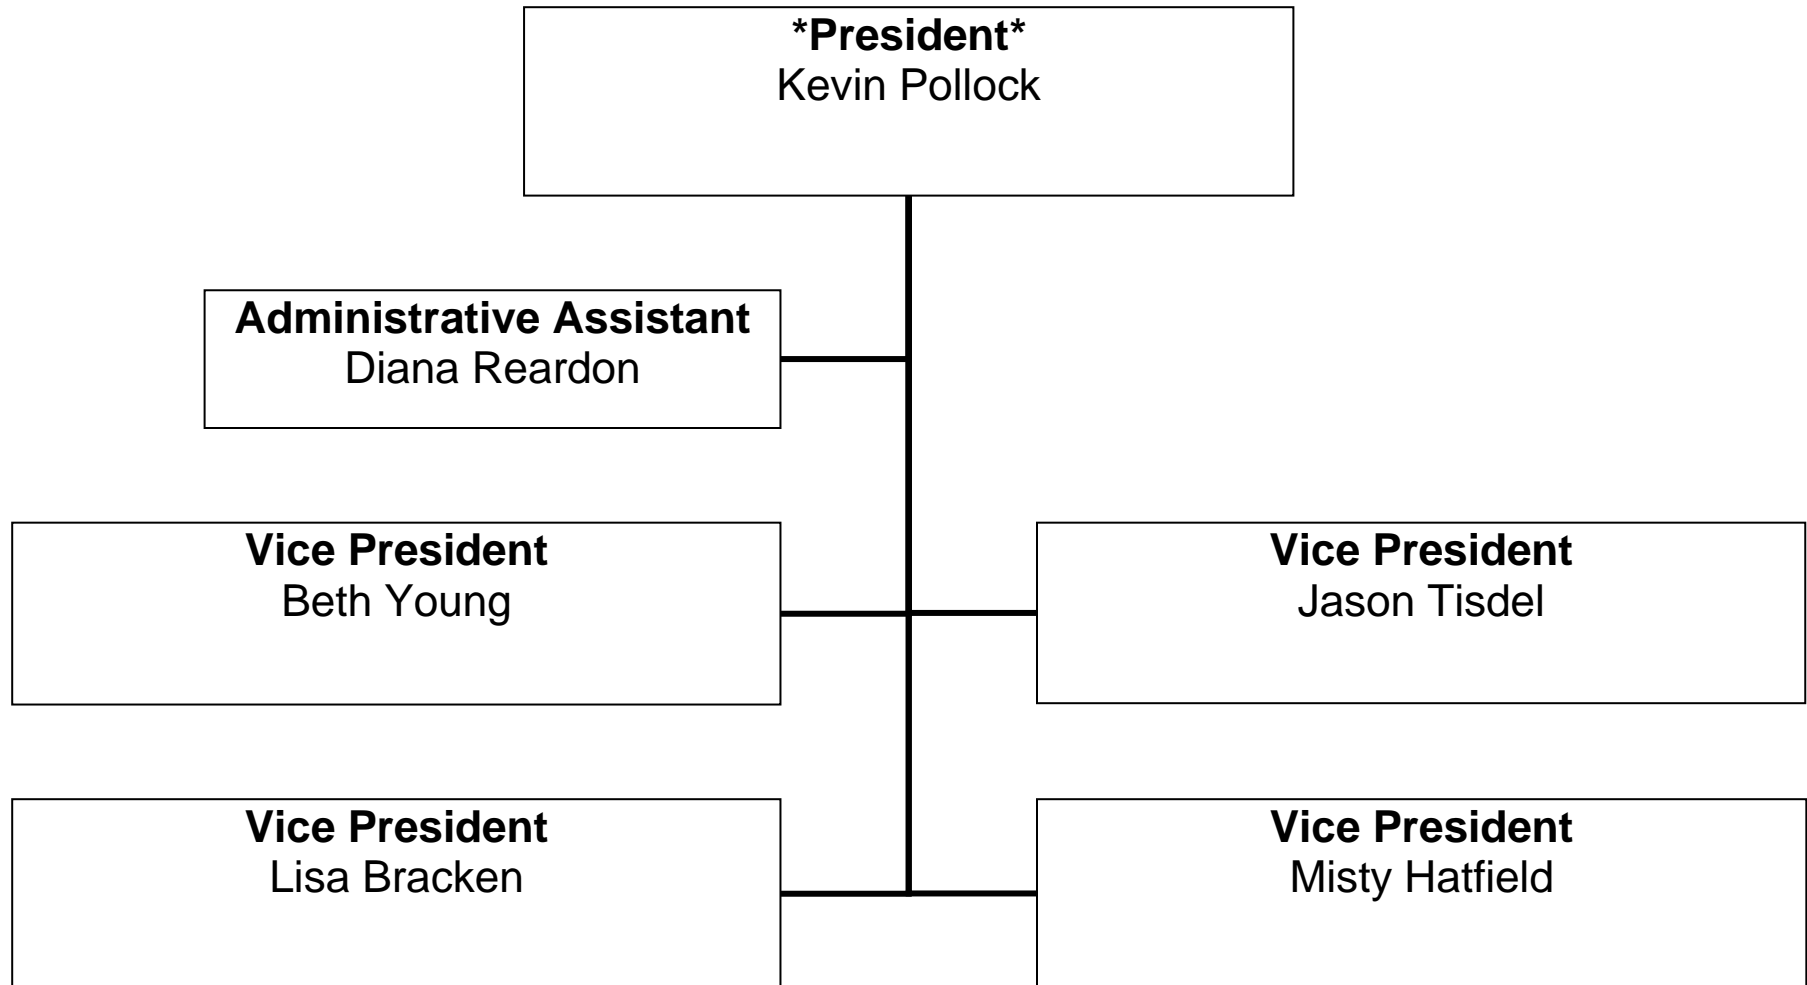 *President*
Kevin Pollock
Administrative Assistant
Diana Reardon
Vice President
Beth Young
Vice President
Jason Tisdel
Vice President
Lisa Bracken
Vice President
Misty Hatfield